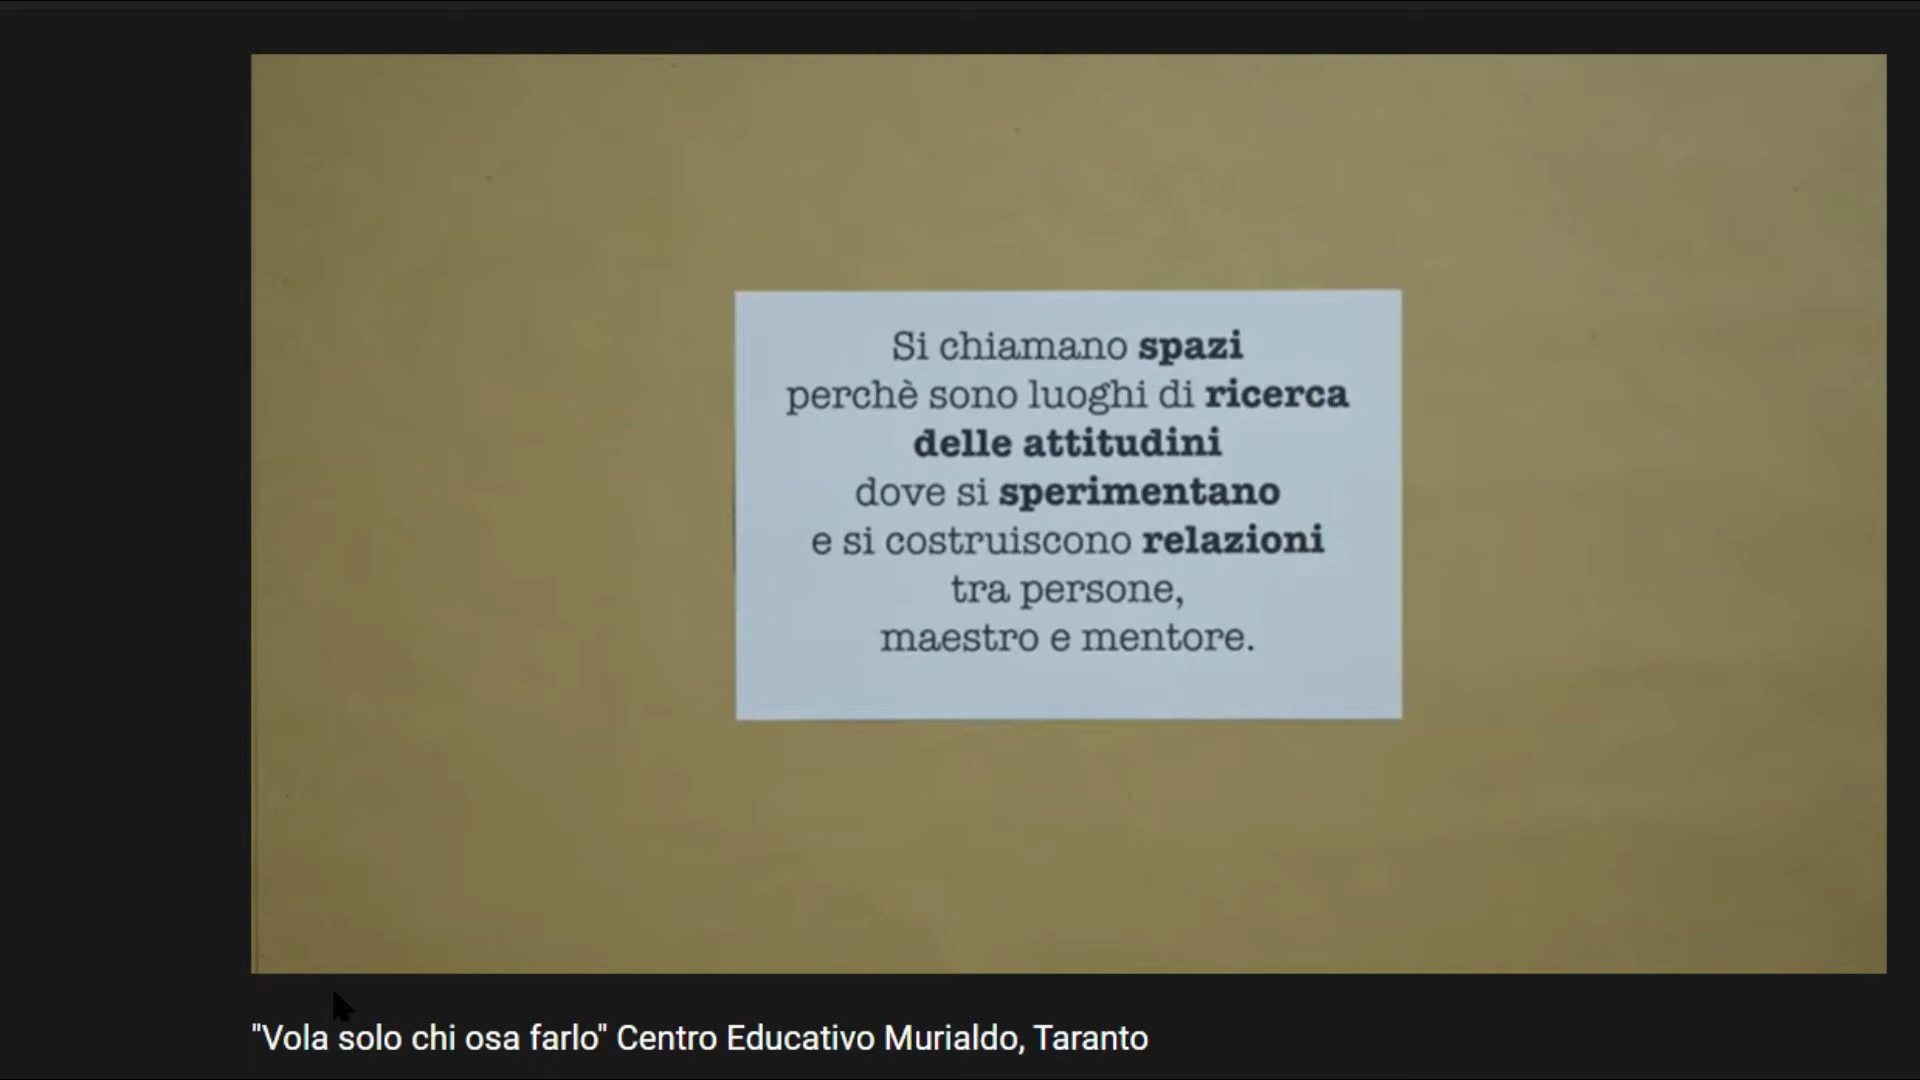 Si chiamano spazi
perchè sono luoghi di ricerca
delle attitudini
dove si sperimentano
e si costruiscono relazioni
tra persone,
maestro e mentore.
"Vola solo chi osa farlo" Centro Educativo Murialdo, Taranto